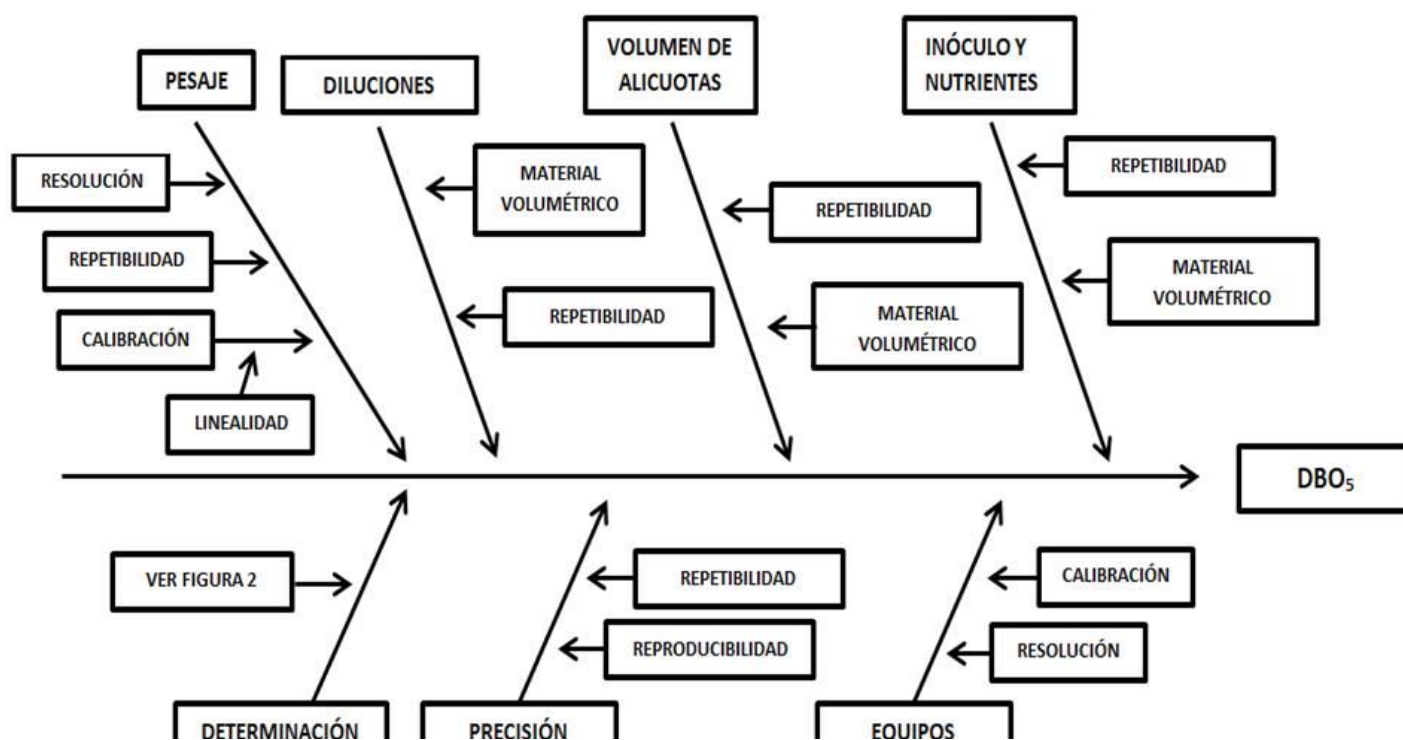 PESAJE
DILUCIONES
VOLUMEN DE
ALICUOTAS
INÓCULO Y
NUTRIENTES
RESOLUCIÓN
REPETIBILIDAD
CALIBRACIÓN
LINEALIDAD
MATERIAL
VOLUMÉTRICO
REPETIBILIDAD
REPETIBILIDAD
MATERIAL
VOLUMÉTRICO
REPETIBILIDAD
MATERIAL
VOLUMÉTRICO
DBO₅
VER FIGURA 2
REPETIBILIDAD
REPRODUCIBILIDAD
CALIBRACIÓN
RESOLUCIÓN
DETERMINACIÓN
PRECISIÓN
EQUIPOS